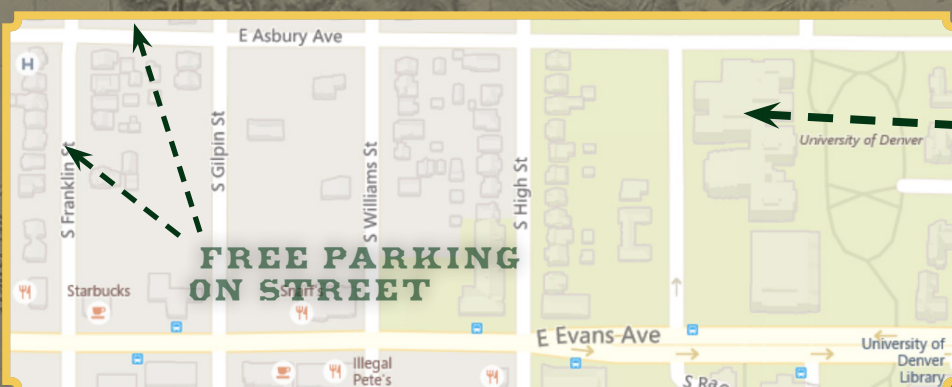 E Asbury Ave
H
S Franklin St
S Gilpin St
S Williams St
S High St
University of Denver
FREE PARKING
ON STREET
Starbucks
E Evans Ave
Illegal
Pete's
University of
Denver
Library